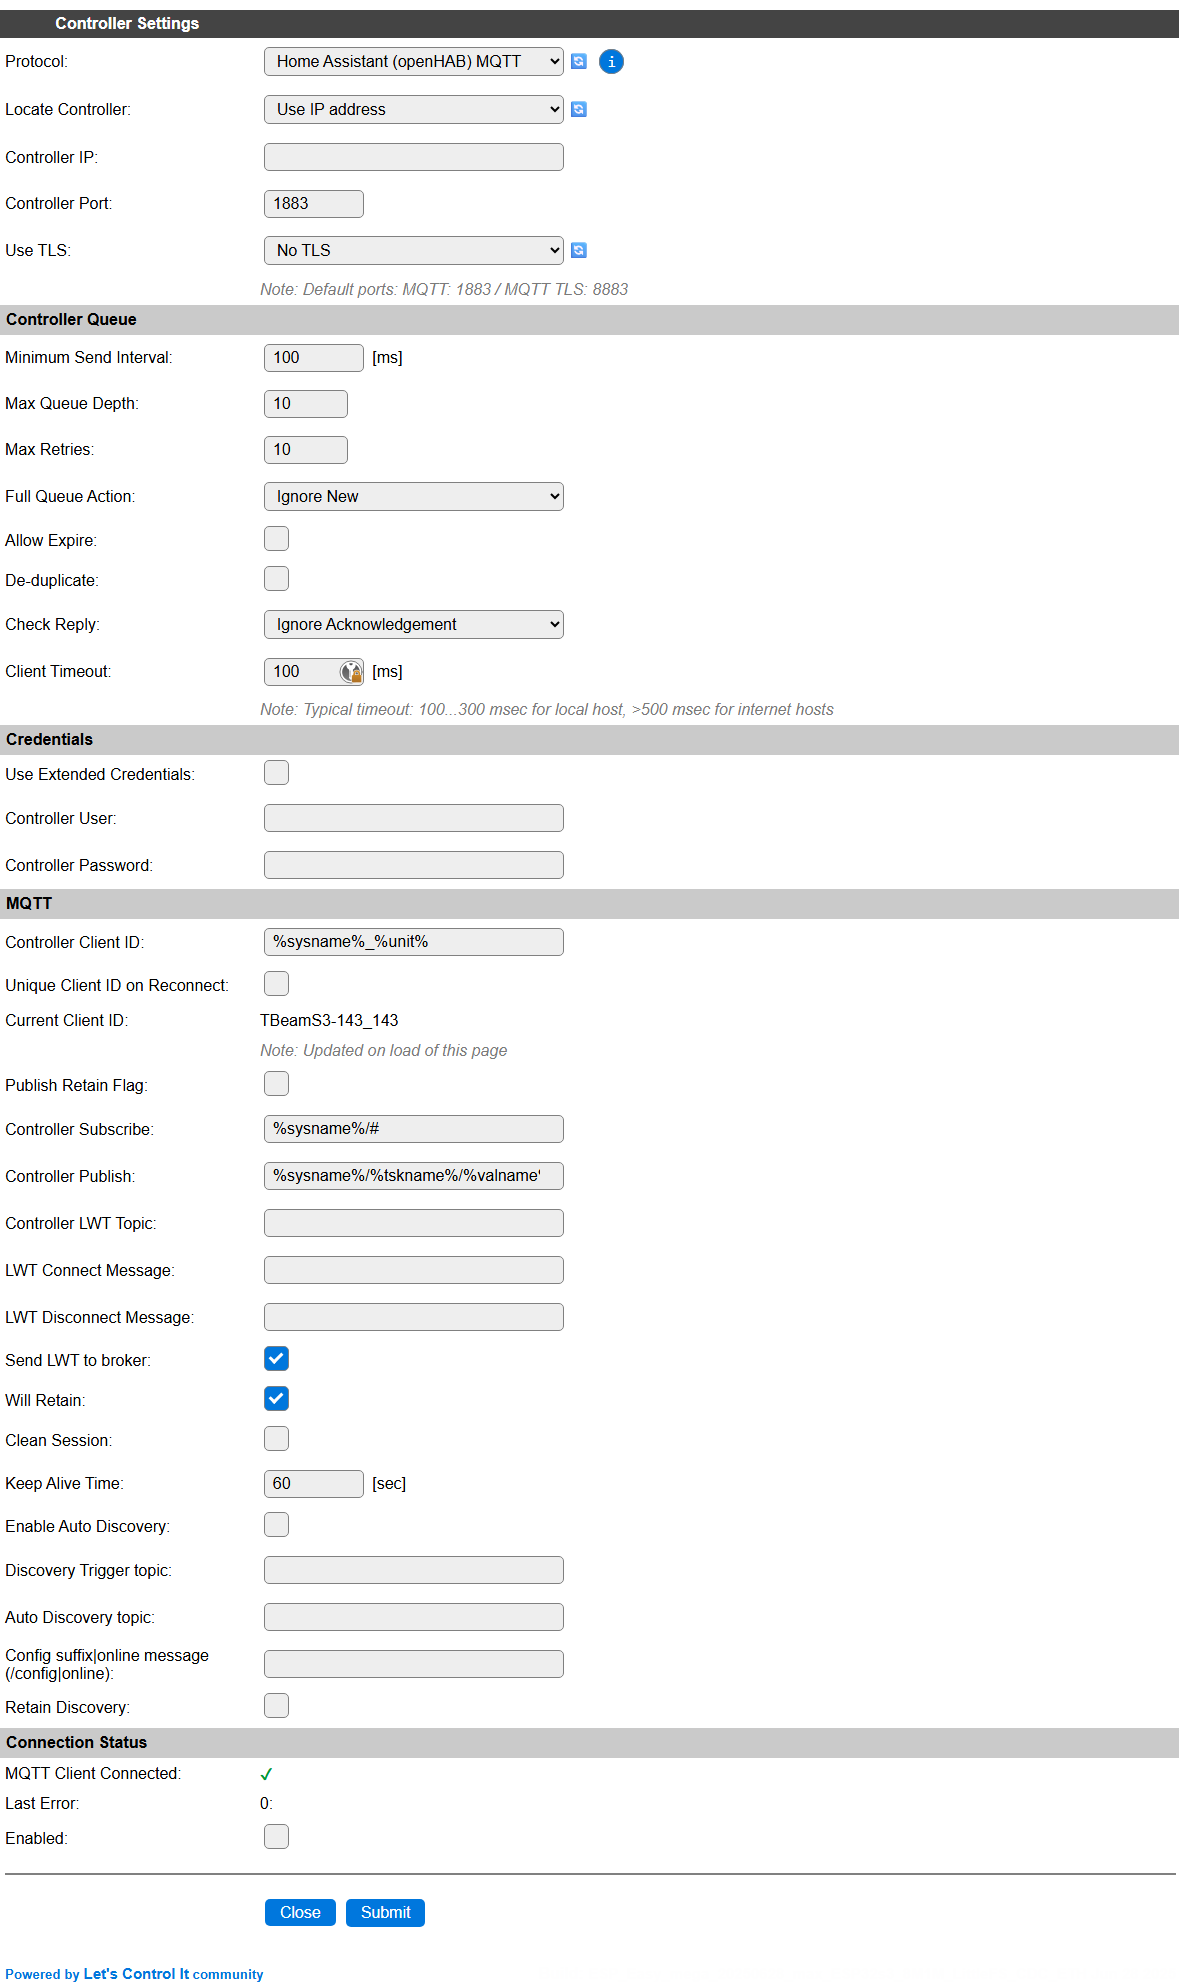 Controller Settings
Protocol: Home Assistant (openHAB) MQTT i
Locate Controller: Use IP address
Controller IP:
Controller Port: 1883
Use TLS: No TLS
Note: Default ports: MQTT: 1883 / MQTT TLS: 8883
Controller Queue
Minimum Send Interval: 100 [ms]
Max Queue Depth: 10
Max Retries: 10
Full Queue Action: Ignore New
Allow Expire:
De-duplicate:
Check Reply: Ignore Acknowledgement
Client Timeout: 100 [ms]
Note: Typical timeout: 100...300 msec for local host, >500 msec for internet hosts
Credentials
Use Extended Credentials:
Controller User:
Controller Password:
MQTT
Controller Client ID: %sysname%_%unit%
Unique Client ID on Reconnect:
Current Client ID: TBeamS3-143_143
Note: Updated on load of this page
Publish Retain Flag:
Controller Subscribe: %sysname%/#
Controller Publish: %sysname%/%tskname%/%valname
Controller LWT Topic:
LWT Connect Message:
LWT Disconnect Message:
Send LWT to broker:
Will Retain:
Clean Session:
Keep Alive Time: 60 [sec]
Enable Auto Discovery:
Discovery Trigger topic:
Auto Discovery topic:
Config suffix|online message
(/config|online):
Retain Discovery:
Connection Status
MQTT Client Connected: ✓
Last Error: 0:
Enabled:
Close Submit
Powered by Let's Control It community